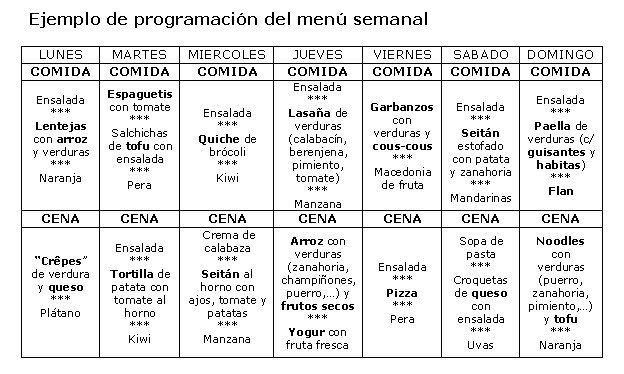 Ejemplo de programación del menú semanal
LUNES MARTES MIERCOLES JUEVES VIERNES SABADO DOMINGO
COMIDA COMIDA COMIDA COMIDA COMIDA COMIDA COMIDA
Ensalada
***
Lentejas
con arroz
y verduras
***
Naranja
Espaguetis
con tomate
***
Salchichas
de tofu con
ensalada
***
Pera
Ensalada
***
Quiche de
brócoli
***
Kiwi
Ensalada
***
Lasaña de
verduras
(calabacín,
berenjena,
pimiento,
tomate)
***
Manzana
Garbanzos
con
verduras y
cous-cous
***
Macedonia
de fruta
Ensalada
***
Seitán
estofado
con patata
y zanahoria
***
Mandarinas
Ensalada
***
Paella de
verduras (c/
guisantes y
habitas)
***
Flan
CENA CENA CENA CENA CENA CENA CENA
"Crêpes"
de verdura
y queso
***
Plátano
Ensalada
***
Tortilla de
patata con
tomate al
horno
***
Kiwi
Crema de
calabaza
***
Seitán al
horno con
ajos, tomate y
patatas
***
Manzana
Arroz con
verduras
(zanahoria,
champiñones,
puerro,...) y
frutos secos
***
Yogur con
fruta fresca
Ensalada
***
Pizza
***
Pera
Sopa de
pasta
***
Croquetas
de queso
con
ensalada
***
Uvas
Noodles
con
verduras
(puerro,
zanahoria,
pimiento,...)
y tofu
***
Naranja